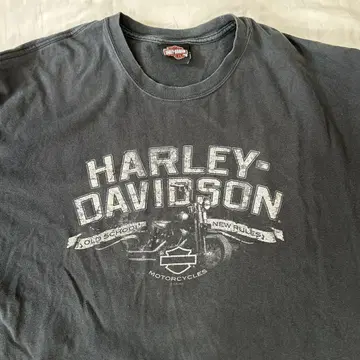 HARLEY-
DAVIDSON
OLD SCHOOL
NEW RULES
MOTORCYCLES